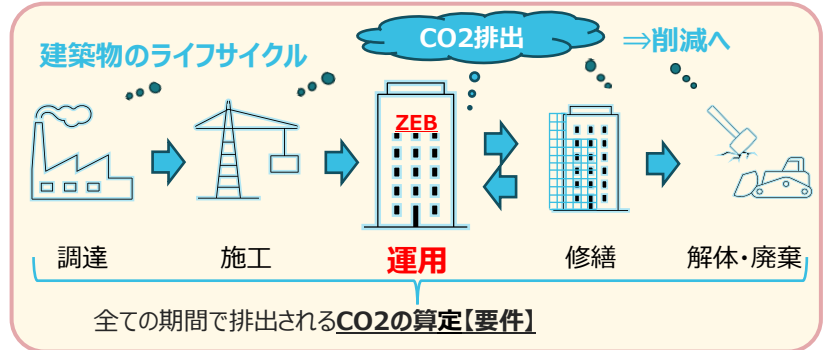 CO2排出
⇒削減へ
建築物のライフサイクル
ZEB
調達
施工
運用
修繕
解体・廃棄
全ての期間で排出されるCO2の算定【要件】